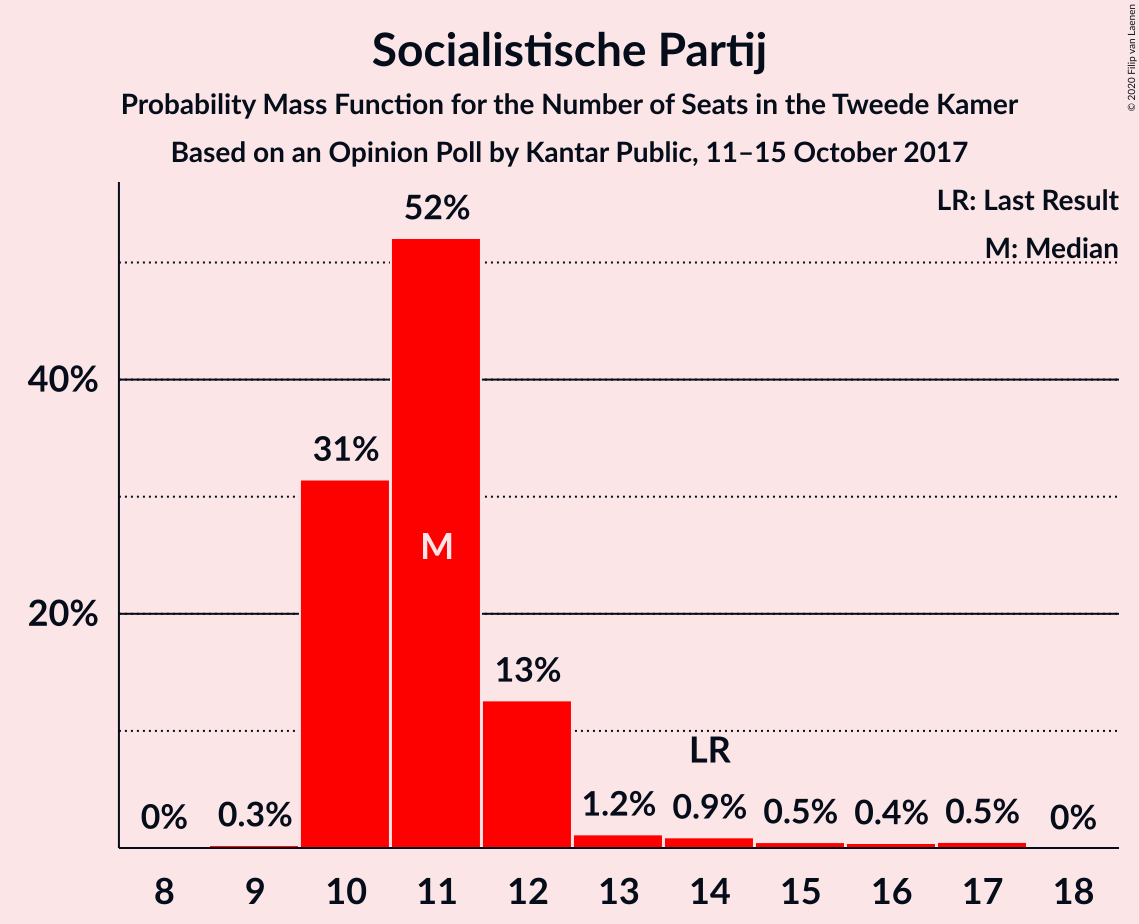 Socialistische Partij
Probability Mass Function for the Number of Seats in the Tweede Kamer
Based on an Opinion Poll by Kantar Public, 11–15 October 2017
© 2020 Filip van Laenen
LR: Last Result
M: Median
52%
40%
31%
M
20%
13%
LR
0%
0.3%
1.2%
0.9%
0.5%
0.4%
0.5%
0%
8 9 10 11 12 13 14 15 16 17 18